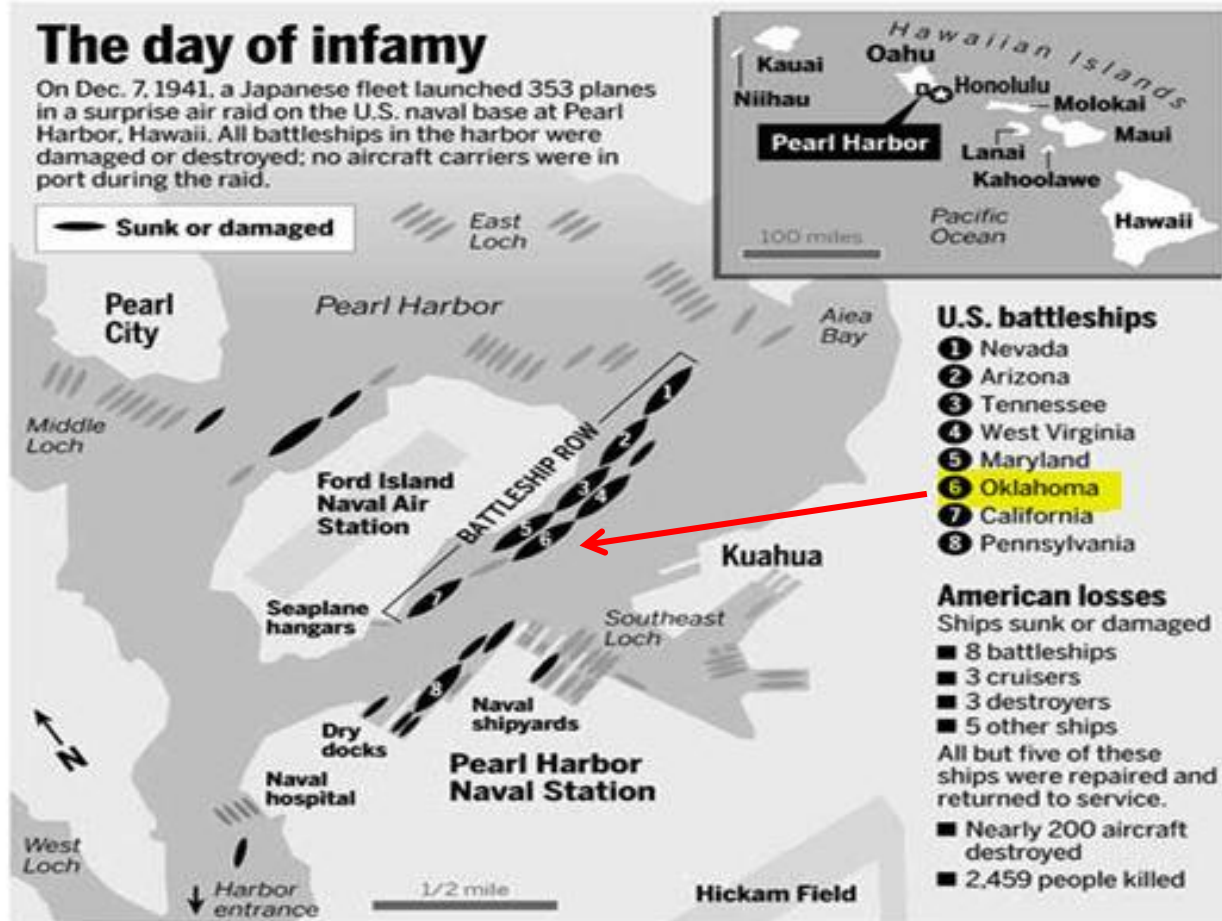 The day of infamy
On Dec. 7, 1941, a Japanese fleet launched 353 planes
in a surprise air raid on the U.S. naval base at Pearl
Harbor, Hawaii. All battleships in the harbor were
damaged or destroyed; no aircraft carriers were in
port during the raid.
Sunk or damaged
Hawaiian Islands
Kauai
Oahu
Niihau
Honolulu
Molokai
Pearl Harbor
Lanai
Maui
Kahoolawe
Pacific
Ocean
Hawaii
100 miles
East
Loch
Pearl
City
Pearl Harbor
Aiea
Bay
Middle
Loch
BATTLESHIP ROW
Ford Island
Naval Air
Station
1
2
3
4
5
6
7
Seaplane
hangars
Kuahua
Southeast
Loch
8
Dry
docks
Naval
shipyards
Pearl Harbor
Naval Station
N
Naval
hospital
West
Loch
Harbor
entrance
1/2 mile
Hickam Field
U.S. battleships
1 Nevada
2 Arizona
3 Tennessee
4 West Virginia
5 Maryland
6 Oklahoma
7 California
8 Pennsylvania
American losses
Ships sunk or damaged
8 battleships
3 cruisers
3 destroyers
5 other ships
All but five of these
ships were repaired and
returned to service.
Nearly 200 aircraft
destroyed
2,459 people killed